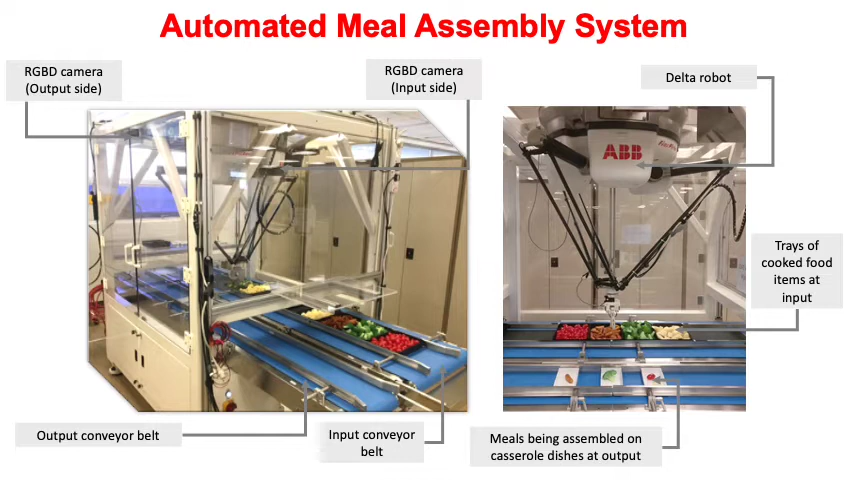 Automated Meal Assembly System
RGBD camera
(Output side)
RGBD camera
(Input side)
Delta robot
ABB
Trays of
cooked food
items at
input
Output conveyor belt
Input conveyor
belt
Meals being assembled on
casserole dishes at output